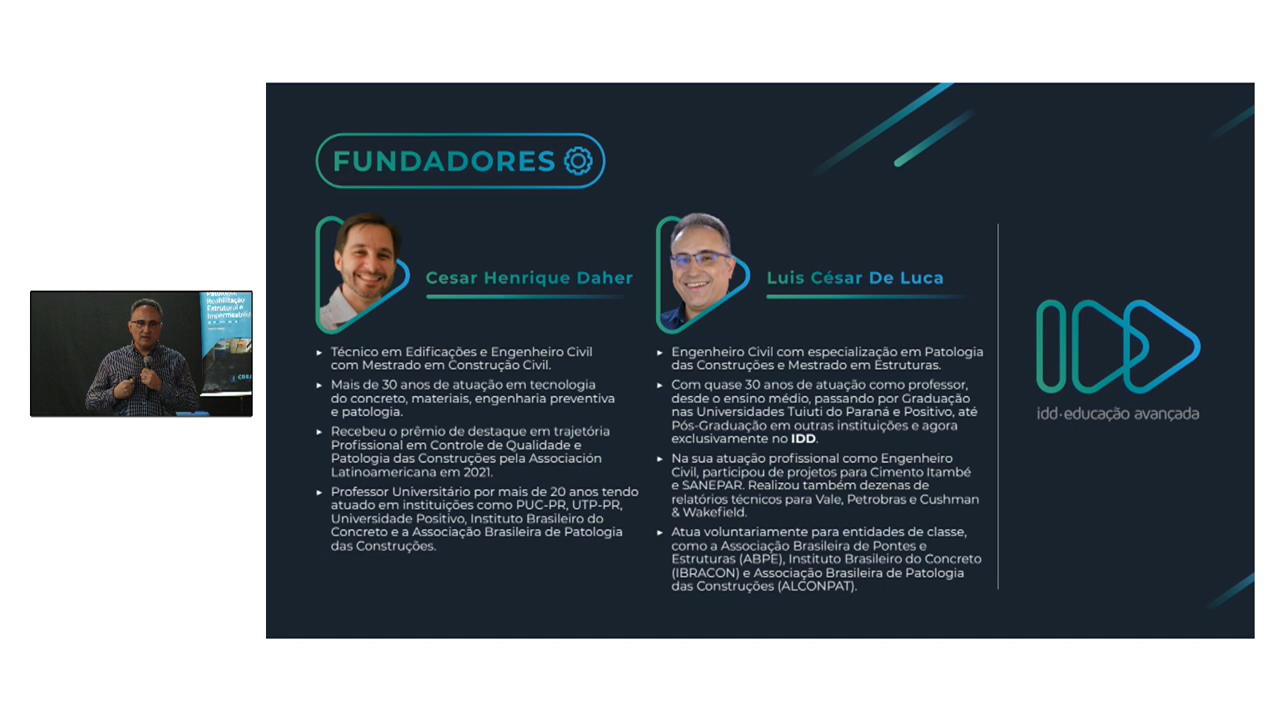 Reabilitação
Estrutural e
FUNDADORES
Cesar Henrique Daher
▸ Técnico em Edificações e Engenheiro Civil
com Mestrado em Construção Civil.
▸ Mais de 30 anos de atuação em tecnologia
do concreto, materiais, engenharia preventiva
e patologia.
▸ Recebeu o prêmio de destaque em trajetória
Profissional em Controle de Qualidade e
Patologia das Construções pela Associación
Latinoamericana em 2021.
▸ Professor Universitário por mais de 20 anos tendo
atuado em instituições como PUC-PR, UTP-PR,
Universidade Positivo, Instituto Brasileiro do
Concreto e a Associação Brasileira de Patologia
das Construções.
Luis César De Luca
▸ Engenheiro Civil com especialização em Patologia
das Construções e Mestrado em Estruturas.
▸ Com quase 30 anos de atuação como professor,
desde o ensino médio, passando por Graduação
nas Universidades Tuiuti do Paraná e Positivo, até
Pós-Graduação em outras instituições e agora
exclusivamente no IDD.
▸ Na sua atuação profissional como Engenheiro
Civil, participou de projetos para Cimento Itambé
e SANEPAR. Realizou também dezenas de
relatórios técnicos para Vale, Petrobras e Cushman
& Wakefield.
▸ Atua voluntariamente para entidades de classe,
como a Associação Brasileira de Pontes e
Estruturas (ABPE), Instituto Brasileiro do Concreto
(IBRACON) e Associação Brasileira de Patologia
das Construções (ALCONPAT).
idd·educação avançada